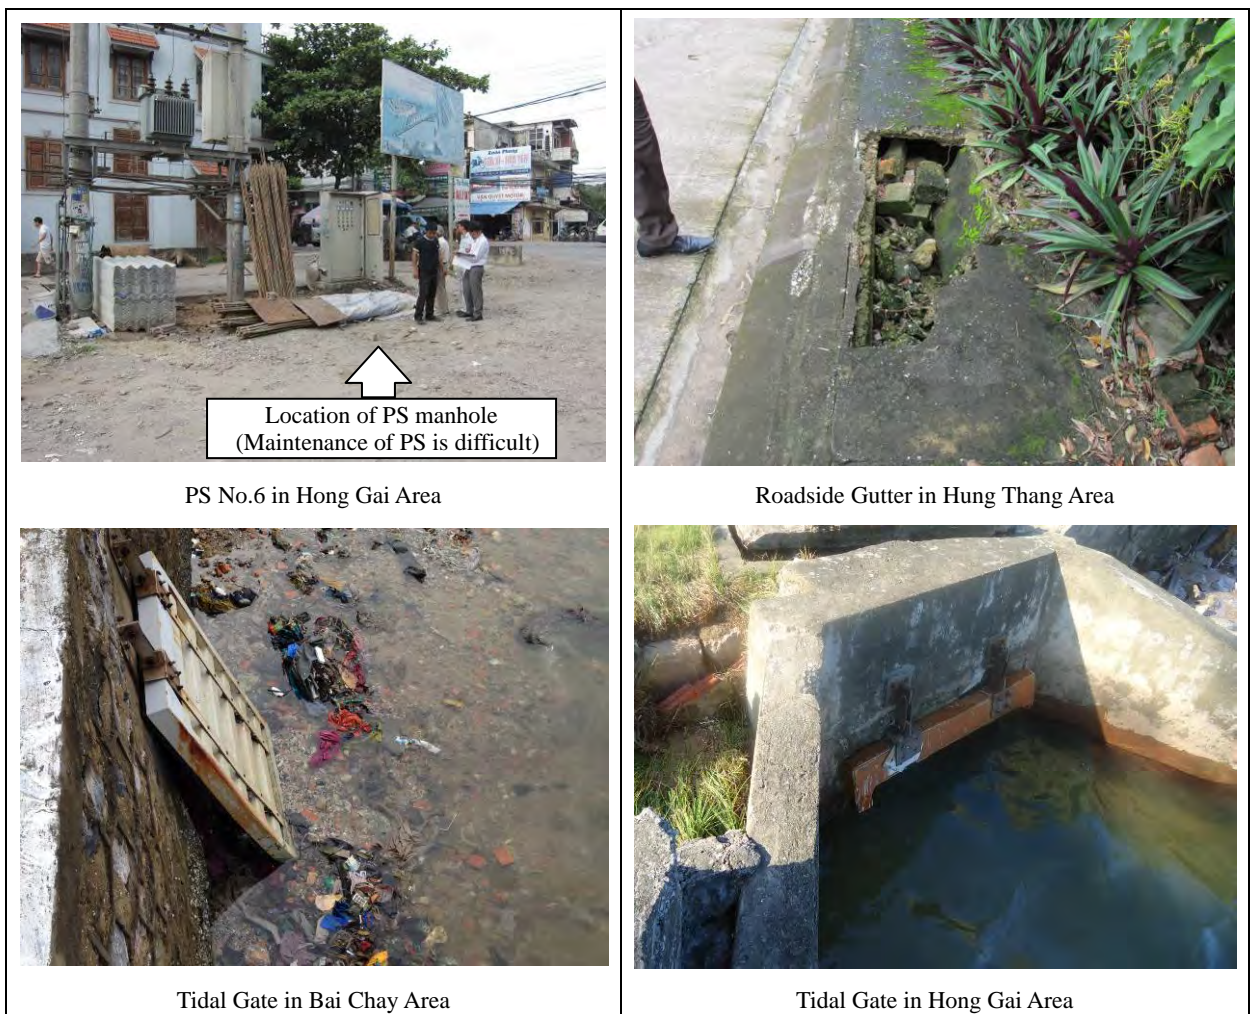 Location of PS manhole
(Maintenance of PS is difficult)
PS No.6 in Hong Gai Area
Roadside Gutter in Hung Thang Area
Tidal Gate in Bai Chay Area
Tidal Gate in Hong Gai Area